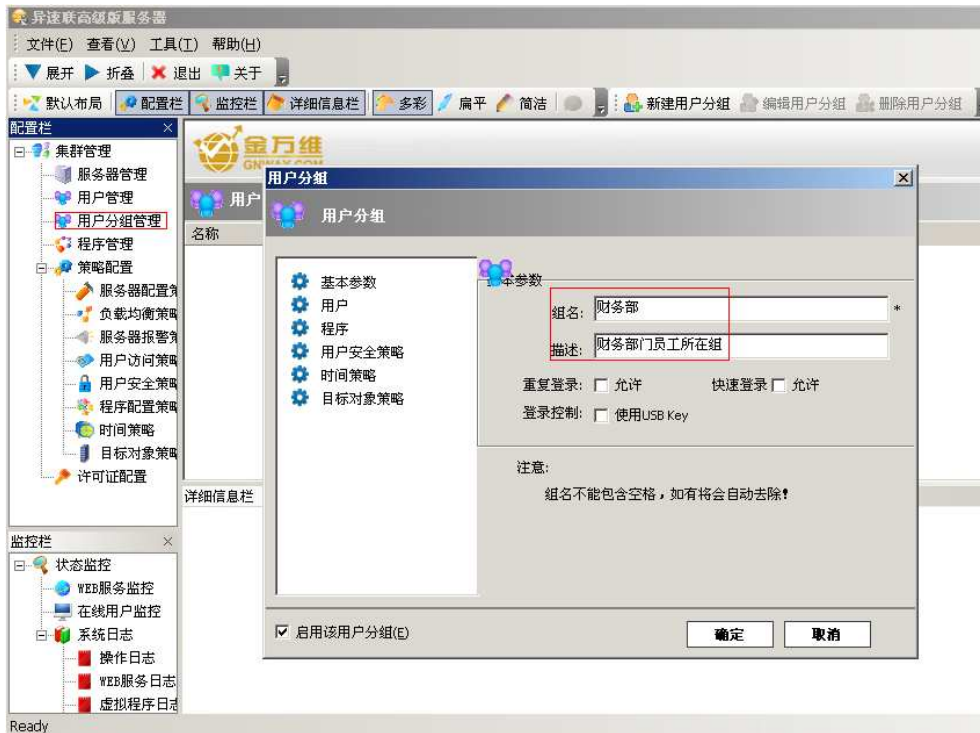 异速联高级版服务器
文件(F) 查看(V) 工具(T) 帮助(H)
展开 折叠 退出 关于
默认布局 配置栏 监控栏 详细信息栏 多彩 扁平 简洁 新建用户分组 编辑用户分组 删除用户分组
配置栏
集群管理
服务器管理
用户管理
用户分组管理
程序管理
策略配置
服务器配置
负载均衡策略
服务器报警
用户访问策略
用户安全策略
程序配置策略
时间策略
目标对象策略
许可证配置
金万维
GNWAY.COM
用户
名称
用户分组
用户分组
基本参数
用户
程序
用户安全策略
时间策略
目标对象策略
本参数
组名: 财务部 *
描述: 财务部门员工所在组
重复登录: 允许 快速登录 允许
登录控制: 使用USB Key
注意:
组名不能包含空格，如有将会自动去除!
启用该用户分组(E) 确定 取消
详细信息栏
监控栏
状态监控
WEB服务监控
在线用户监控
系统日志
操作日志
WEB服务日志
虚拟程序日志
Ready